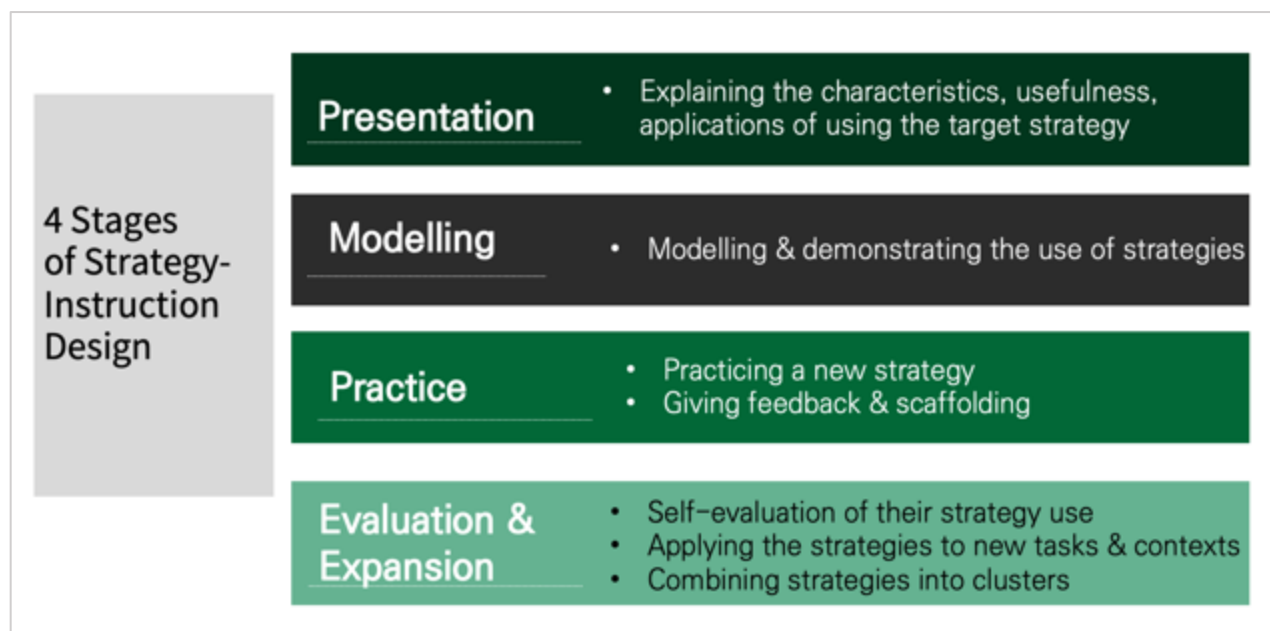 4 Stages
of Strategy-
Instruction
Design
Presentation
• Explaining the characteristics, usefulness,
applications of using the target strategy
Modelling
• Modelling & demonstrating the use of strategies
Practice
• Practicing a new strategy
• Giving feedback & scaffolding
Evaluation &
Expansion
• Self-evaluation of their strategy use
• Applying the strategies to new tasks & contexts
• Combining strategies into clusters